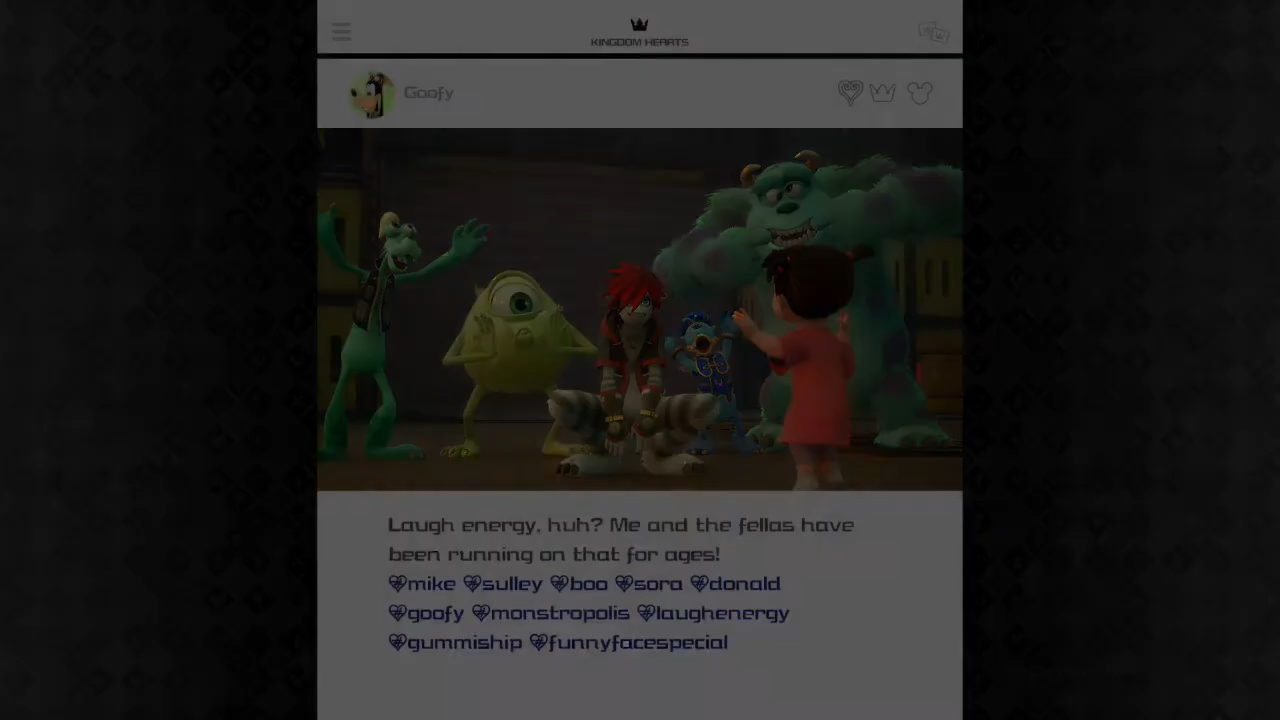 KINGDOM HEARTS
Goofy
Laugh energy, huh? Me and the fellas have
been running on that for ages!
mike sulley boo sora donald
goofy monstropolis laughenergy
gummiship funnyfacespecial